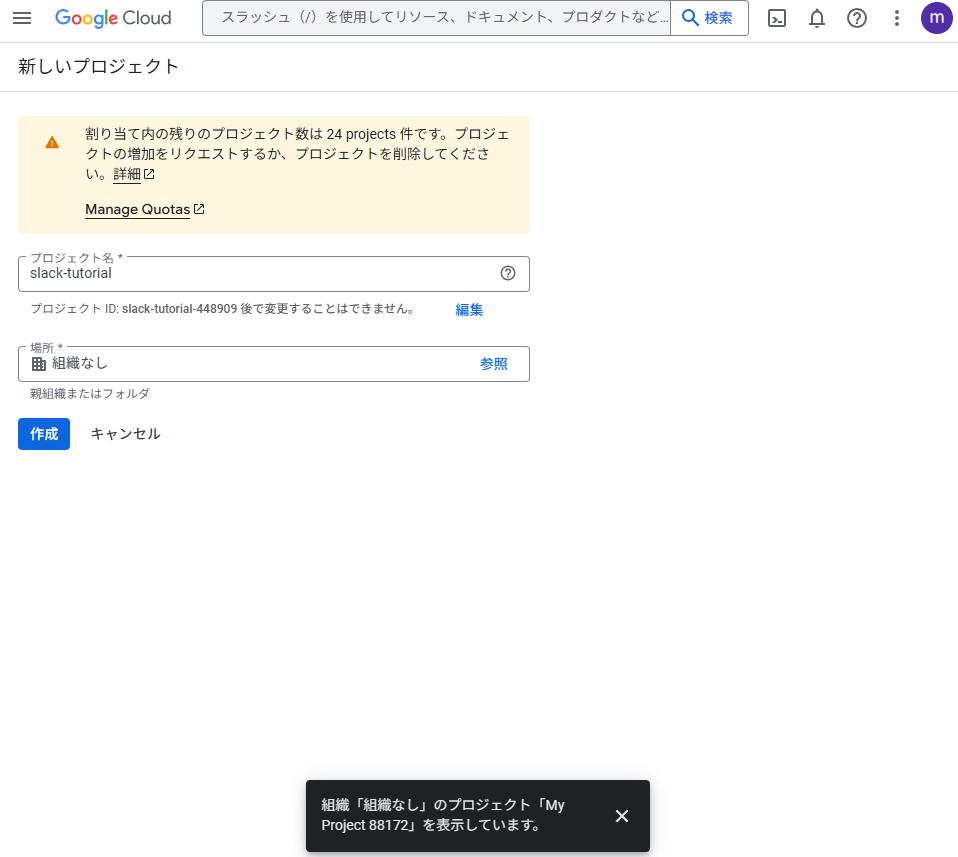 Google Cloud
スラッシュ（/）を使用してリソース、ドキュメント、プロダクトなど...
検索
m
新しいプロジェクト
割り当て内の残りのプロジェクト数は 24 projects 件です。プロジェ
クトの増加をリクエストするか、プロジェクトを削除してくださ
い。詳細
Manage Quotas
プロジェクト名 *
slack-tutorial
プロジェクト ID: slack-tutorial-448909 後で変更することはできません。
編集
場所 *
組織なし
参照
親組織またはフォルダ
作成
キャンセル
組織「組織なし」のプロジェクト「My
Project 88172」を表示しています。